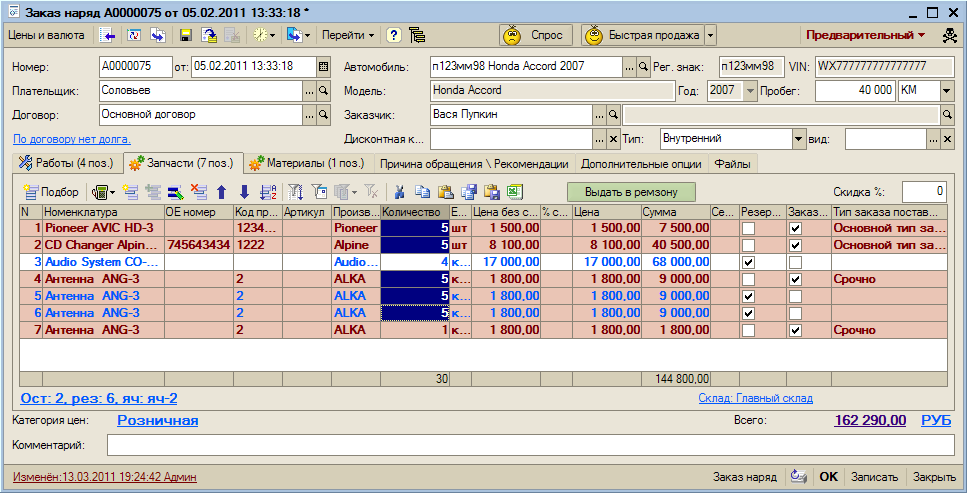 Заказ наряд А0000075 от 05.02.2011 13:33:18 *
Цены и валюта Перейти Спрос Быстрая продажа Предварительный
Номер: А0000075 от: 05.02.2011 13:33:18 Автомобиль: п123мм98 Honda Accord 2007 Рег. знак: п123мм98 VIN: WX77777777777777
Плательщик: Соловьев Модель: Honda Accord Год: 2007 Пробег: 40 000 КМ
Договор: Основной договор Заказчик: Вася Пупкин
По договору нет долга. Дисконтная к... Тип: Внутренний вид:
Работы (4 поз.) Запчасти (7 поз.) Материалы (1 поз.) Причина обращения \ Рекомендации Дополнительные опции Файлы
Подбор Выдать в ремзону Скидка %: 0
N Номенклатура ОЕ номер Код пр... Артикул Произв... Количество Е... Цена без с... % с... Цена Сумма Се... Резер... Заказ... Тип заказа постав...
1 Pioneer AVIC HD-3 1234... Pioneer 5 шт 1 500,00 1 500,00 7 500,00 Основной тип за...
2 CD Changer Alpin... 745643434 1222 Alpine 5 шт 8 100,00 8 100,00 40 500,00 Основной тип за...
3 Audio System CO-... Audio... 4 к... 17 000,00 17 000,00 68 000,00
4 Антенна ANG-3 2 ALKA 5 к... 1 800,00 1 800,00 9 000,00 Срочно
5 Антенна ANG-3 2 ALKA 5 к... 1 800,00 1 800,00 9 000,00
6 Антенна ANG-3 2 ALKA 5 к... 1 800,00 1 800,00 9 000,00
7 Антенна ANG-3 2 ALKA 1 к... 1 800,00 1 800,00 1 800,00 Срочно
30 144 800,00
Ост: 2, рез: 6, яч: яч-2 Склад: Главный склад
Категория цен: Розничная Всего: 162 290,00 РУБ
Комментарий:
Изменён:13.03.2011 19:24:42 Админ Заказ наряд OK Записать Закрыть